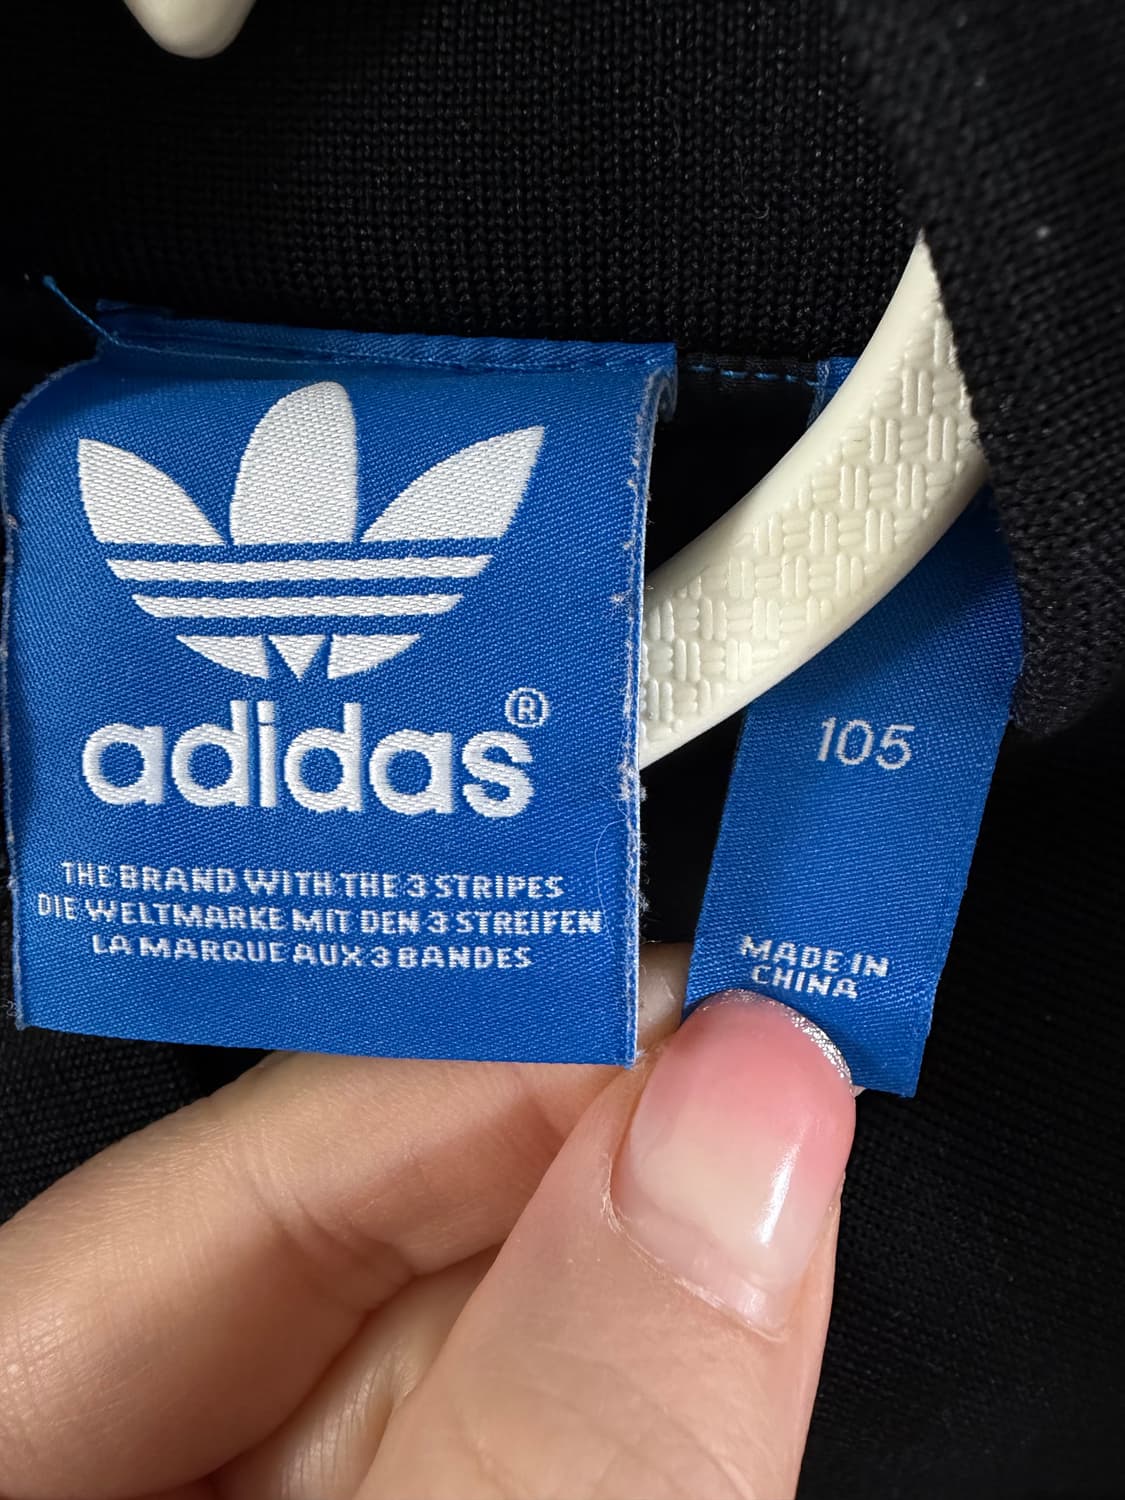 adidas®
THE BRAND WITH THE 3 STRIPES
DIE WELTMARKE MIT DEN 3 STREIFEN
LA MARQUE AUX 3 BANDES
105
MADE IN
CHINA